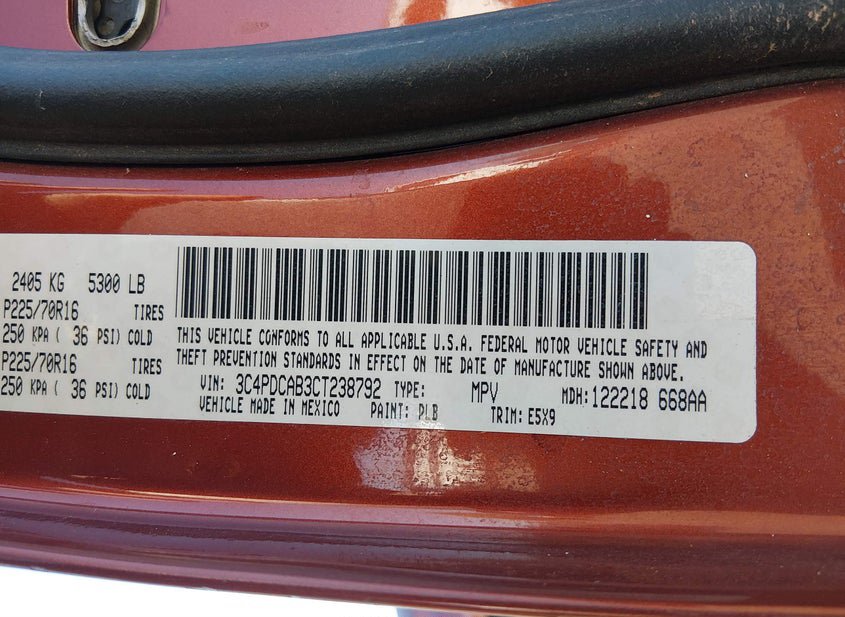 2405 KG 5300 LB
P225/70R16 TIRES
250 KPA ( 36 PSI) COLD
P225/70R16 TIRES
250 KPA ( 36 PSI) COLD
THIS VEHICLE CONFORMS TO ALL APPLICABLE U.S.A. FEDERAL MOTOR VEHICLE SAFETY AND
THEFT PREVENTION STANDARDS IN EFFECT ON THE DATE OF MANUFACTURE SHOWN ABOVE.
VIN: 3C4PDCAB3CT238792 TYPE: MPV MDH: 122218 668AA
VEHICLE MADE IN MEXICO PAINT: PLB TRIM: E5X9